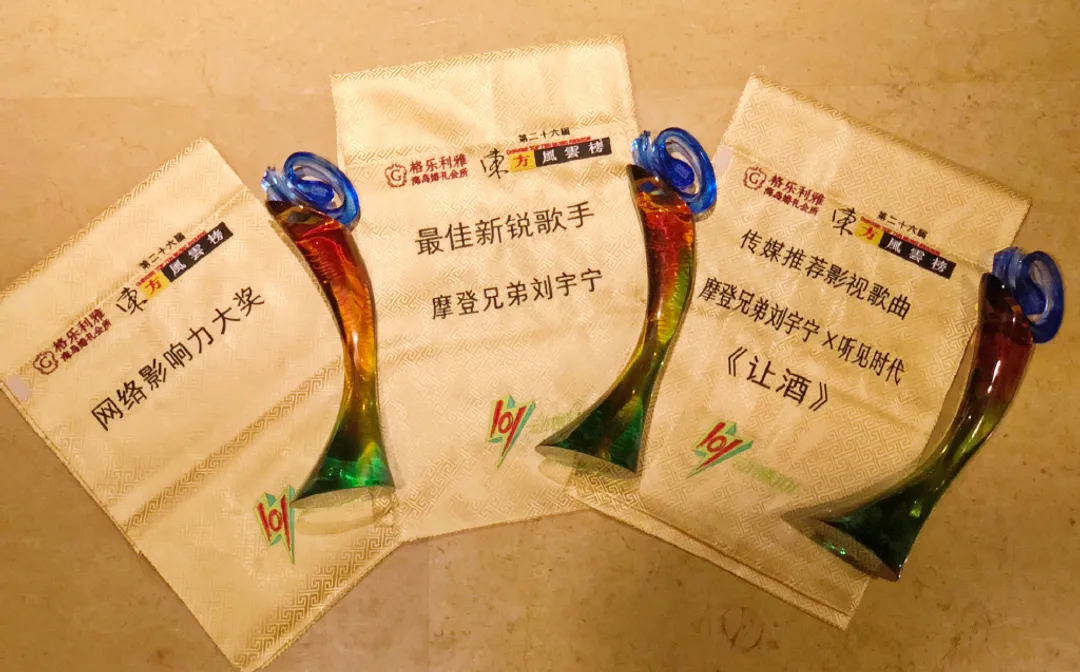 格乐利雅
海岛婚礼会所
第二十六届
東方風雲榜
网络影响力大奖
101
格乐利雅
海岛婚礼会所
第二十六届
東方風雲榜
最佳新锐歌手
摩登兄弟刘宇宁
101
格乐利雅
海岛婚礼会所
第二十六届
東方風雲榜
传媒推荐影视歌曲
摩登兄弟刘宇宁×听见时代
《让酒》
101